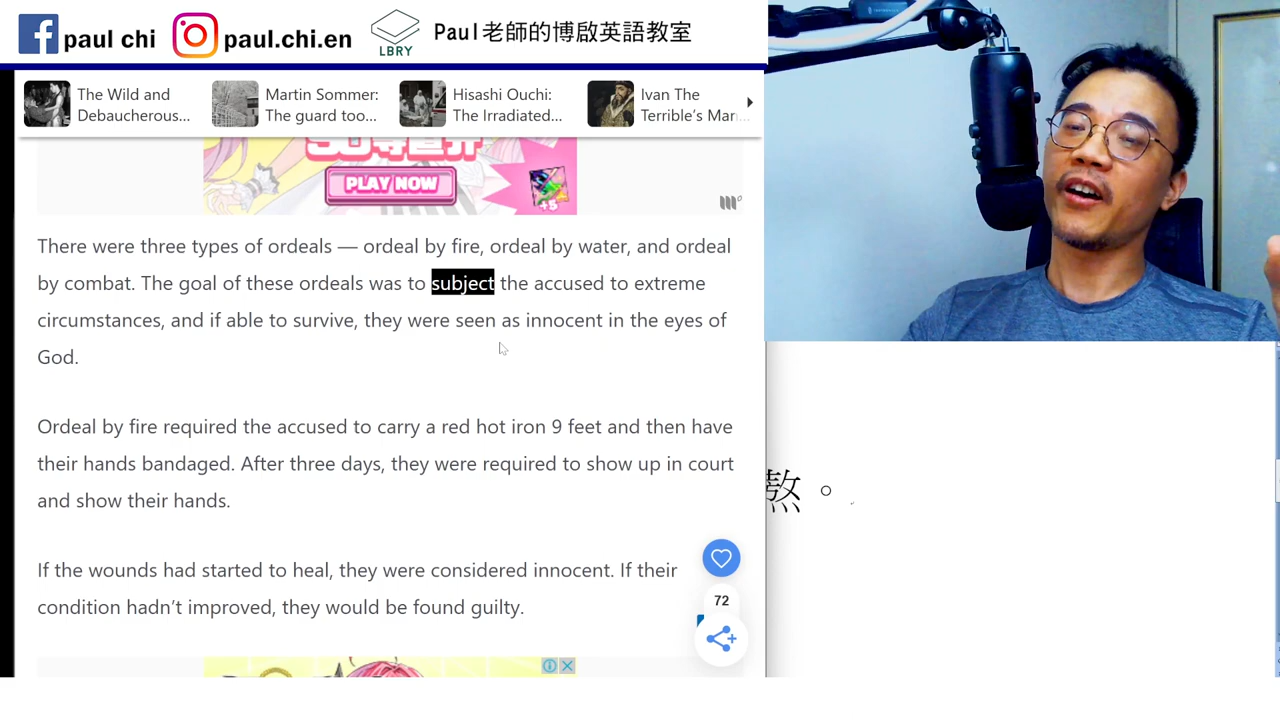 paul chi
paul.chi.en
LBRY
Paul老師的博啟英語教室
The Wild and
Debaucherous...
Martin Sommer:
The guard too...
Hisashi Ouchi:
The Irradiated...
Ivan The
Terrible's Man...
PLAY NOW
+5
There were three types of ordeals — ordeal by fire, ordeal by water, and ordeal
by combat. The goal of these ordeals was to subject the accused to extreme
circumstances, and if able to survive, they were seen as innocent in the eyes of
God.
Ordeal by fire required the accused to carry a red hot iron 9 feet and then have
their hands bandaged. After three days, they were required to show up in court
and show their hands.
If the wounds had started to heal, they were considered innocent. If their
condition hadn't improved, they would be found guilty.
72
熬。